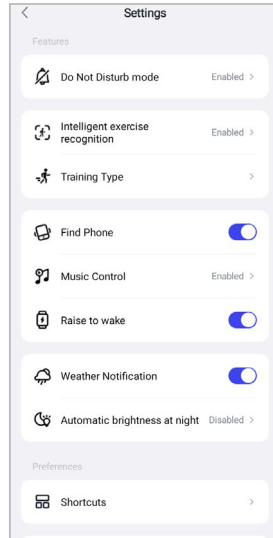 Settings
Features
Do Not Disturb mode Enabled >
Intelligent exercise
recognition Enabled >
Training Type >
Find Phone
Music Control Enabled >
Raise to wake
Weather Notification
Automatic brightness at night Disabled >
Preferences
Shortcuts >